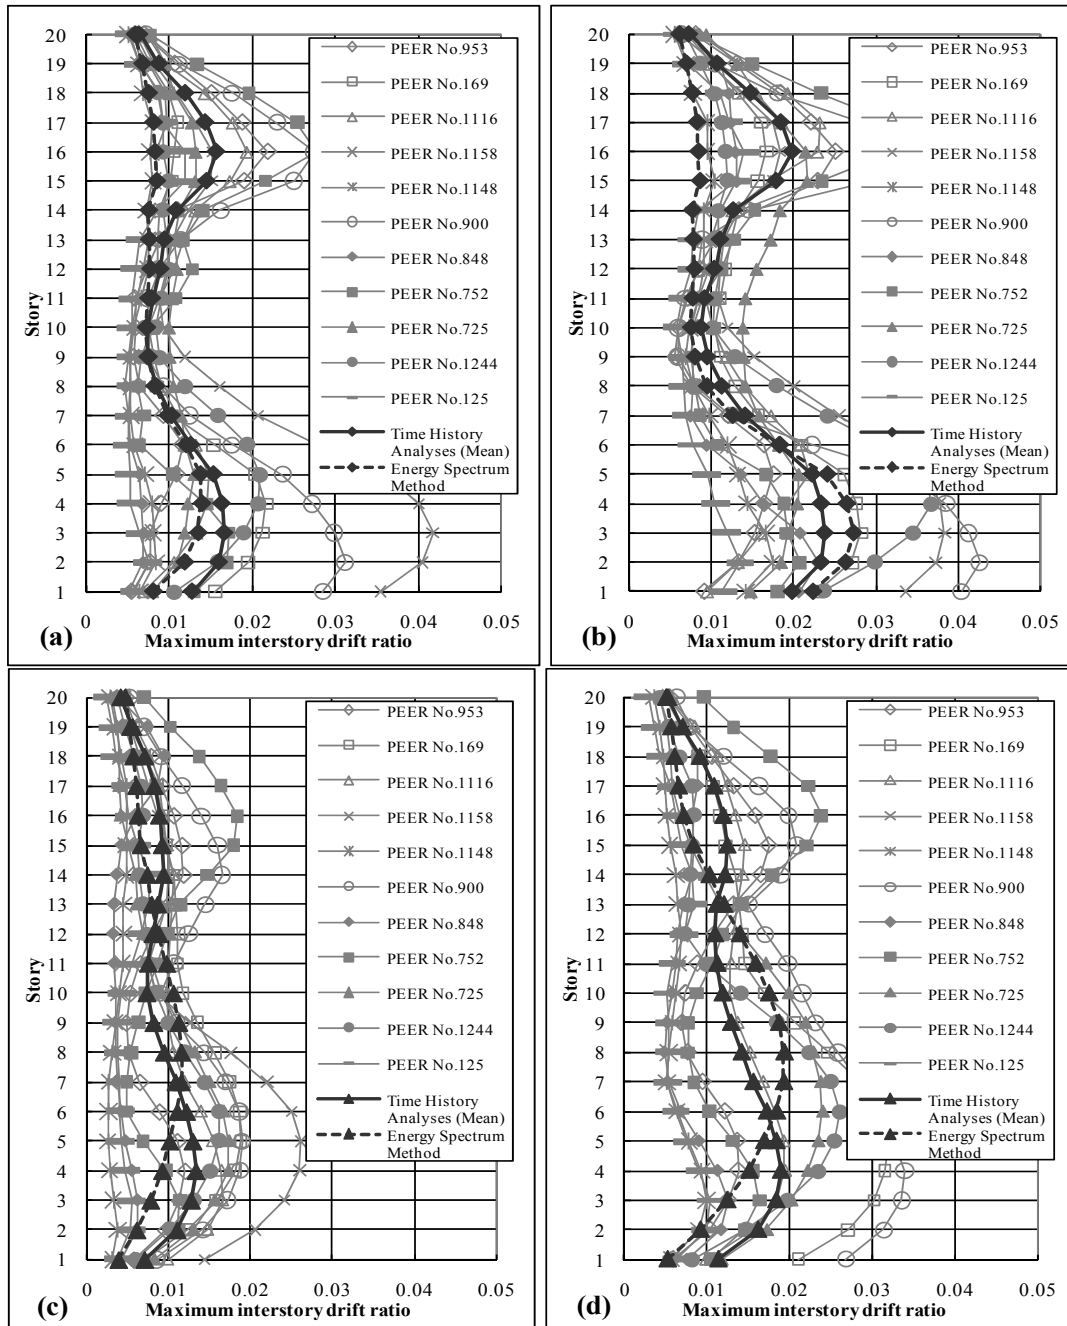 20
19
18
17
16
15
14
13
12
11
10
9
8
7
6
5
4
3
2
1
Story
0 0.01 0.02 0.03 0.04 0.05
Maximum interstory drift ratio
(a)
PEER No.953
PEER No.169
PEER No.1116
PEER No.1158
PEER No.1148
PEER No.900
PEER No.848
PEER No.752
PEER No.725
PEER No.1244
PEER No.125
Time History
Analyses (Mean)
Energy Spectrum
Method
20
19
18
17
16
15
14
13
12
11
10
9
8
7
6
5
4
3
2
1
Story
0 0.01 0.02 0.03 0.04 0.05
Maximum interstory drift ratio
(b)
PEER No.953
PEER No.169
PEER No.1116
PEER No.1158
PEER No.1148
PEER No.900
PEER No.848
PEER No.752
PEER No.725
PEER No.1244
PEER No.125
Time History
Analyses (Mean)
Energy Spectrum
Method
20
19
18
17
16
15
14
13
12
11
10
9
8
7
6
5
4
3
2
1
Story
0 0.01 0.02 0.03 0.04 0.05
Maximum interstory drift ratio
(c)
PEER No.953
PEER No.169
PEER No.1116
PEER No.1158
PEER No.1148
PEER No.900
PEER No.848
PEER No.752
PEER No.725
PEER No.1244
PEER No.125
Time History
Analyses (Mean)
Energy Spectrum
Method
20
19
18
17
16
15
14
13
12
11
10
9
8
7
6
5
4
3
2
1
Story
0 0.01 0.02 0.03 0.04 0.05
Maximum interstory drift ratio
(d)
PEER No.953
PEER No.169
PEER No.1116
PEER No.1158
PEER No.1148
PEER No.900
PEER No.848
PEER No.752
PEER No.725
PEER No.1244
PEER No.125
Time History
Analyses (Mean)
Energy Spectrum
Method